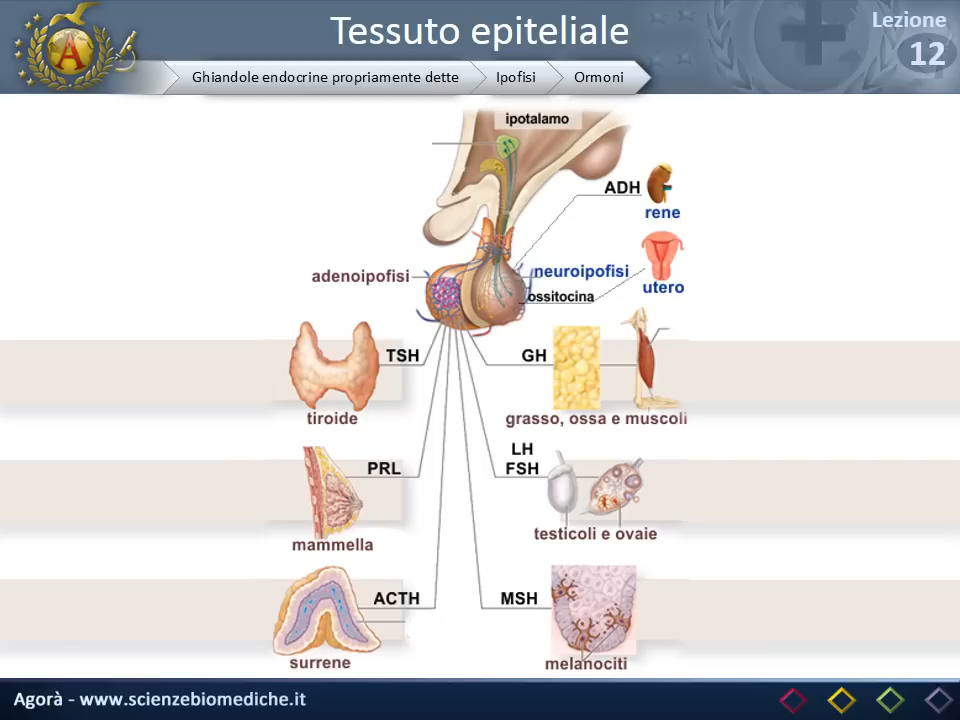 Tessuto epiteliale
Lezione
12
Ghiandole endocrine propriamente dette
Ipofisi
Ormoni
A
ipotalamo
ADH
rene
adenoipofisi
neuroipofisi
ossitocina
utero
TSH
GH
tiroide
grasso, ossa e muscoli
LH
PRL
FSH
mammella
testicoli e ovaie
ACTH
MSH
surrene
melanociti
Agorà - www.scienzebiomediche.it